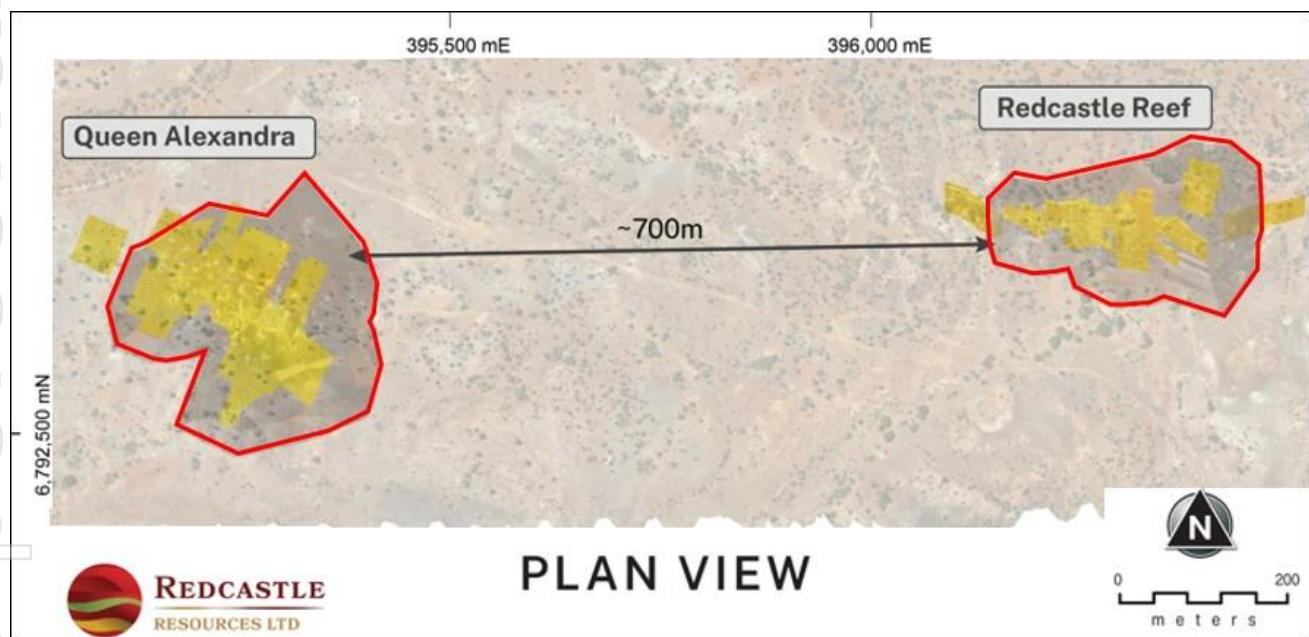 395,500 mE
396,000 mE
Queen Alexandra
Redcastle Reef
~700m
6,792,500 mN
N
PLAN VIEW
REDCASTLE
RESOURCES LTD
0
200
meters